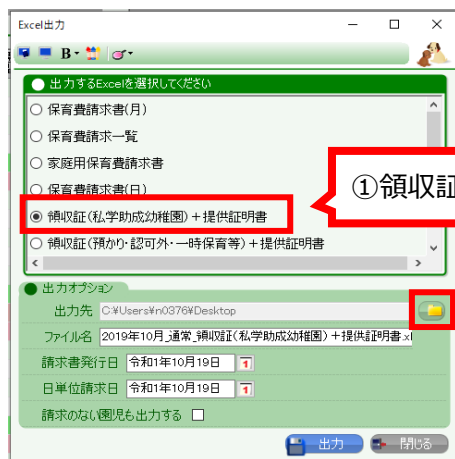 Excel出力
B
出力するExcelを選択してください
保育費請求書(月)
保育費請求一覧
家庭用保育費請求書
保育費請求書(日)
①領収証
領収証(私学助成幼稚園)+提供証明書
領収証(預かり・認可外・一時保育等)+提供証明書
出力オプション
出力先 C:¥Users¥n0376¥Desktop
ファイル名 2019年10月_通常_領収証(私学助成幼稚園)+提供証明書.xl
請求書発行日 令和1年10月19日 1
日単位請求日 令和1年10月19日 1
請求のない園児も出力する
出力 閉じる